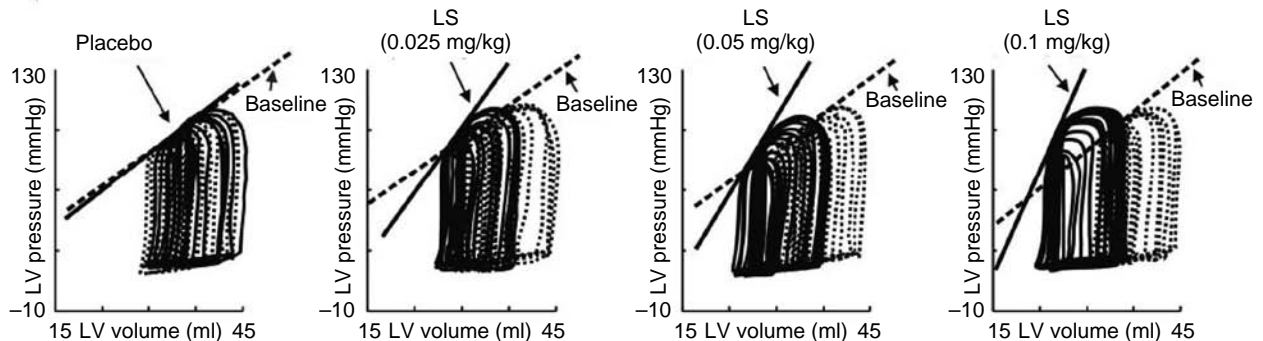 Placebo
Baseline
130
LV pressure (mmHg)
–10
15 LV volume (ml) 45
LS
(0.025 mg/kg)
Baseline
130
LV pressure (mmHg)
–10
15 LV volume (ml) 45
LS
(0.05 mg/kg)
Baseline
130
LV pressure (mmHg)
–10
15 LV volume (ml) 45
LS
(0.1 mg/kg)
Baseline
130
LV pressure (mmHg)
–10
15 LV volume (ml) 45